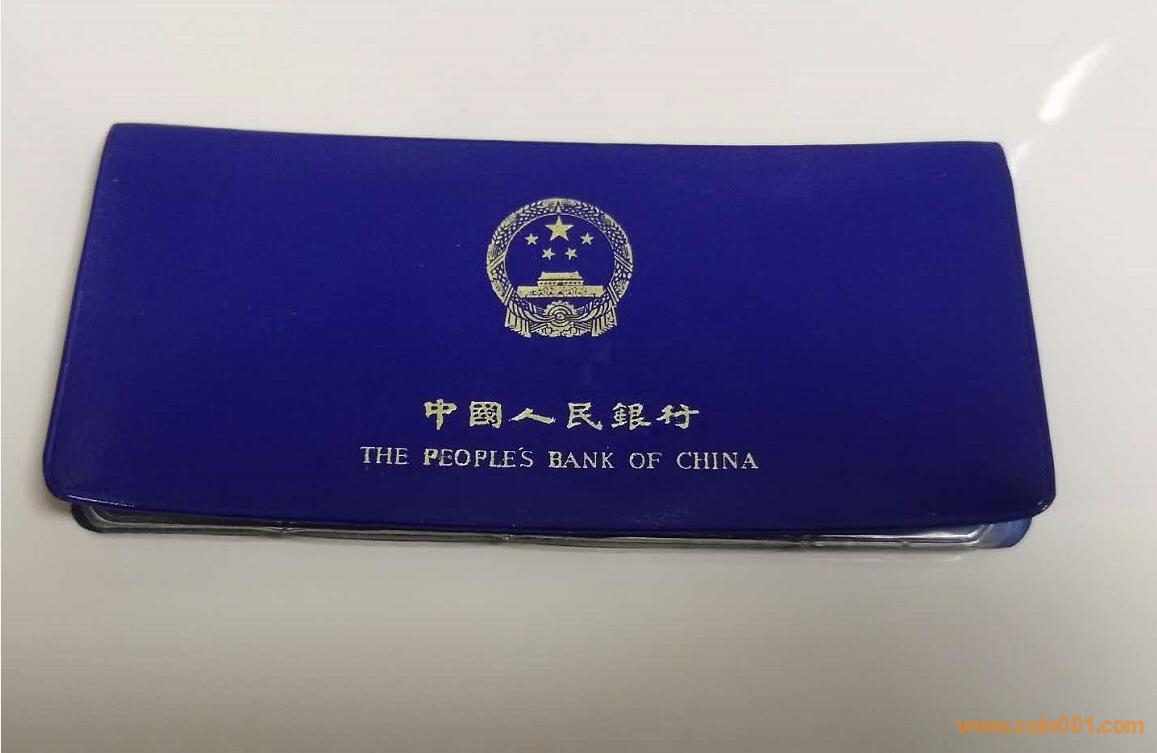 中國人民銀行
THE PEOPLE'S BANK OF CHINA
www.coin001.com